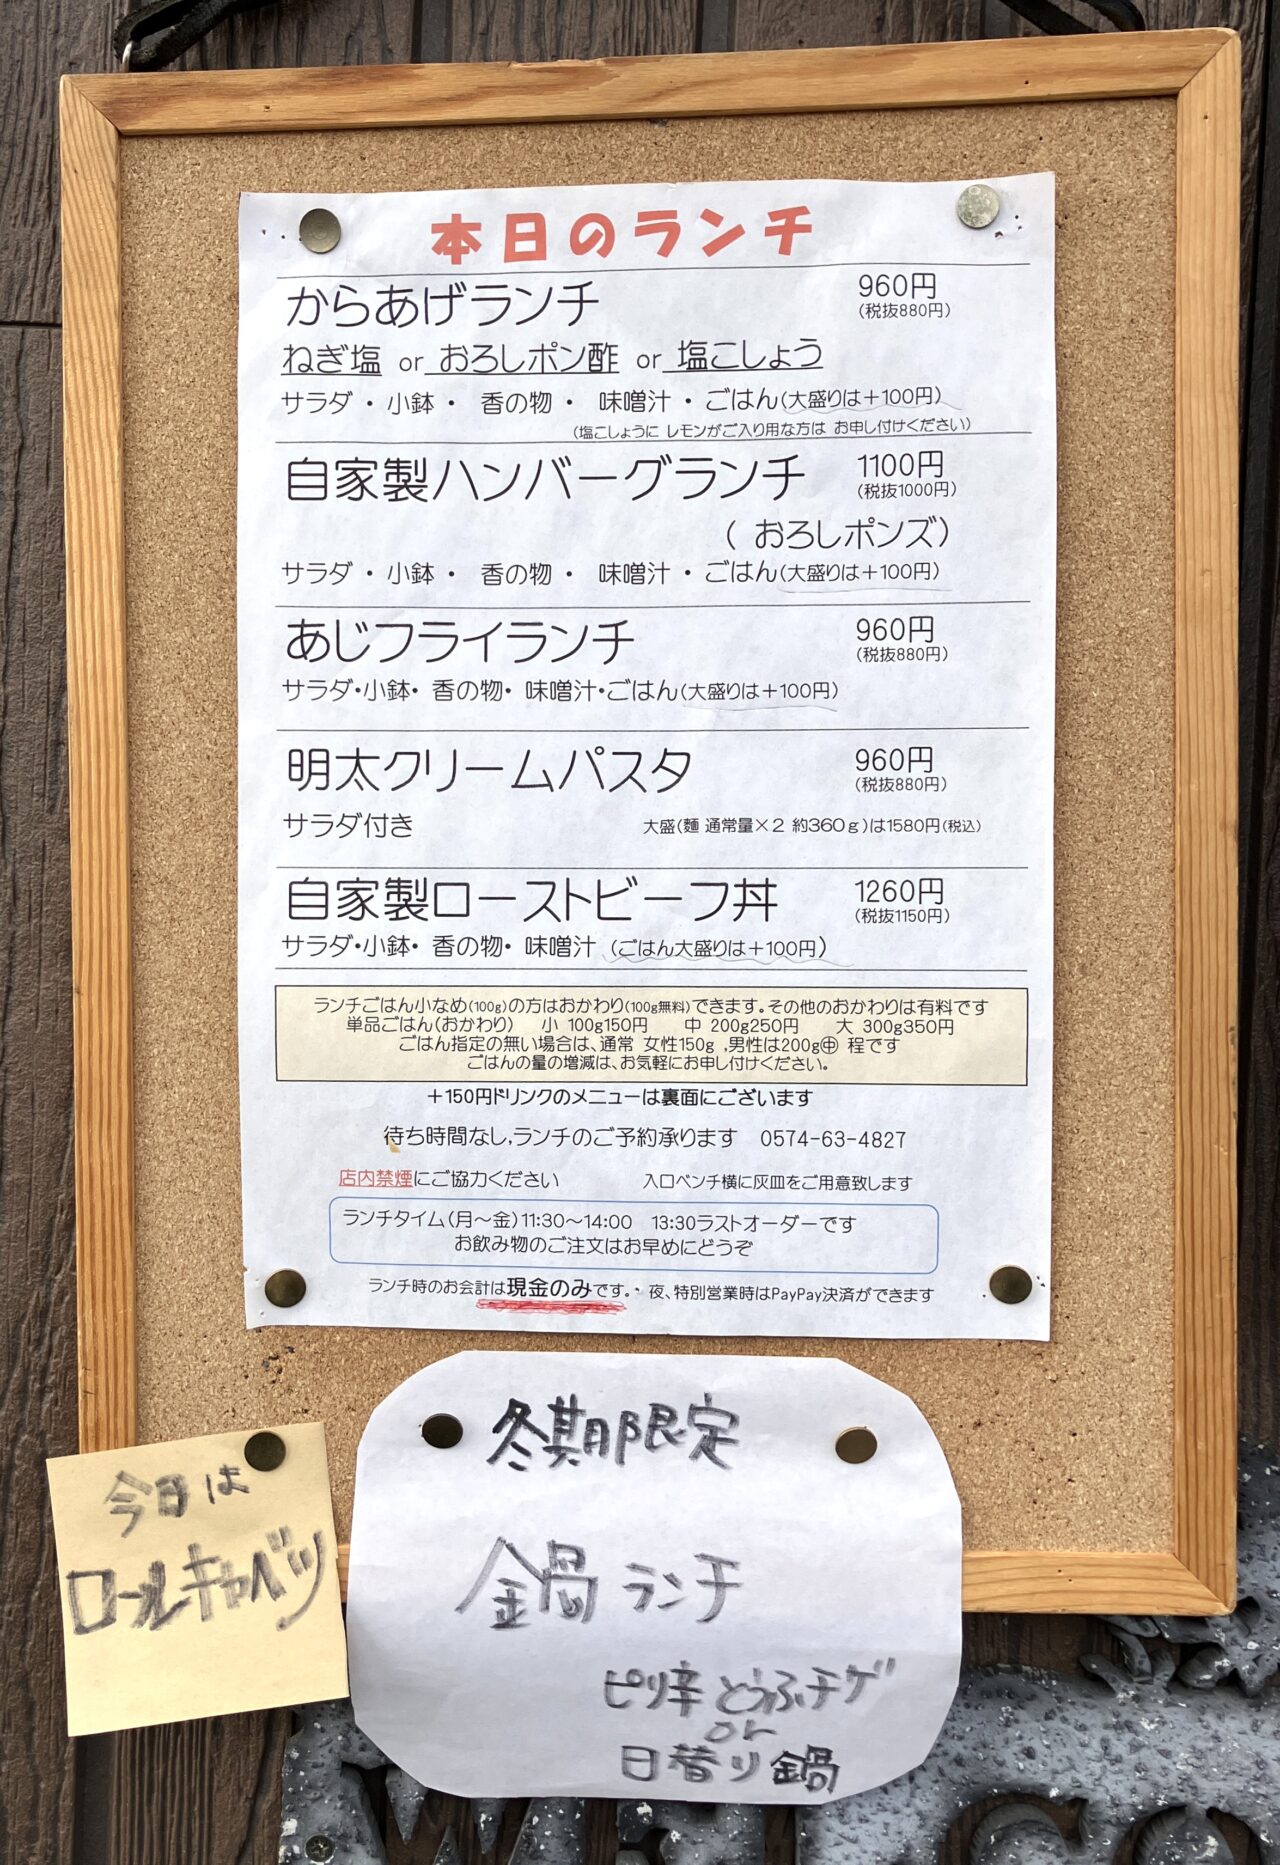 本日のランチ
からあげランチ 960円
(税抜880円)
ねぎ塩 or おろしポン酢 or 塩こしょう
サラダ・小鉢・香の物・味噌汁・ごはん(大盛りは+100円)
(塩こしょうに レモンがご入り用な方は お申し付けください)
自家製ハンバーグランチ 1100円
(税抜1000円)
( おろしポンズ)
サラダ・小鉢・香の物・味噌汁・ごはん(大盛りは+100円)
あじフライランチ 960円
(税抜880円)
サラダ・小鉢・香の物・味噌汁・ごはん(大盛りは+100円)
明太クリームパスタ 960円
(税抜880円)
サラダ付き 大盛(麺 通常量×2 約360g)は1580円(税込)
自家製ローストビーフ丼 1260円
(税抜1150円)
サラダ・小鉢・香の物・味噌汁 (ごはん大盛りは+100円)
ランチごはん小なめ(100g)の方はおかわり(100g無料)できます。その他のおかわりは有料です
単品ごはん(おかわり) 小 100g150円 中 200g250円 大 300g350円
ごはん指定の無い場合は、通常 女性150g ,男性は200g㊥ 程です
ごはんの量の増減は、お気軽にお申し付けください。
+150円ドリンクのメニューは裏面にございます
待ち時間なし,ランチのご予約承ります 0574-63-4827
店内禁煙にご協力ください 入口ベンチ横に灰皿をご用意致します
ランチタイム(月~金)11:30~14:00 13:30ラストオーダーです
お飲み物のご注文はお早めにどうぞ
ランチ時のお会計は現金のみです。 夜、特別営業時はPayPay決済ができます
冬期限定
鍋ランチ
ピリ辛とうふチゲ
or
日替り鍋
今日は
ロールキャベツ
WELCO